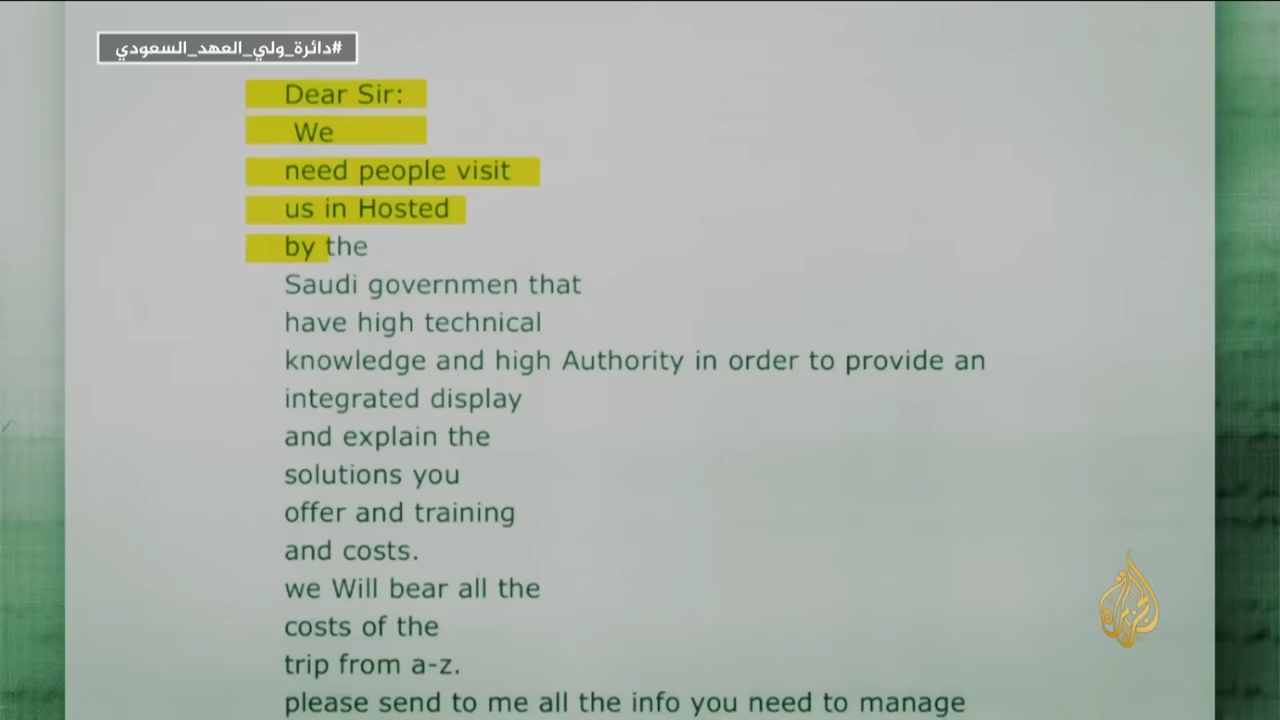 #دائرة_ولي_العهد_السعودي
Dear Sir:
We
need people visit
us in Hosted
by the
Saudi governmen that
have high technical
knowledge and high Authority in order to provide an
integrated display
and explain the
solutions you
offer and training
and costs.
we Will bear all the
costs of the
trip from a-z.
please send to me all the info you need to manage
الجزيرة